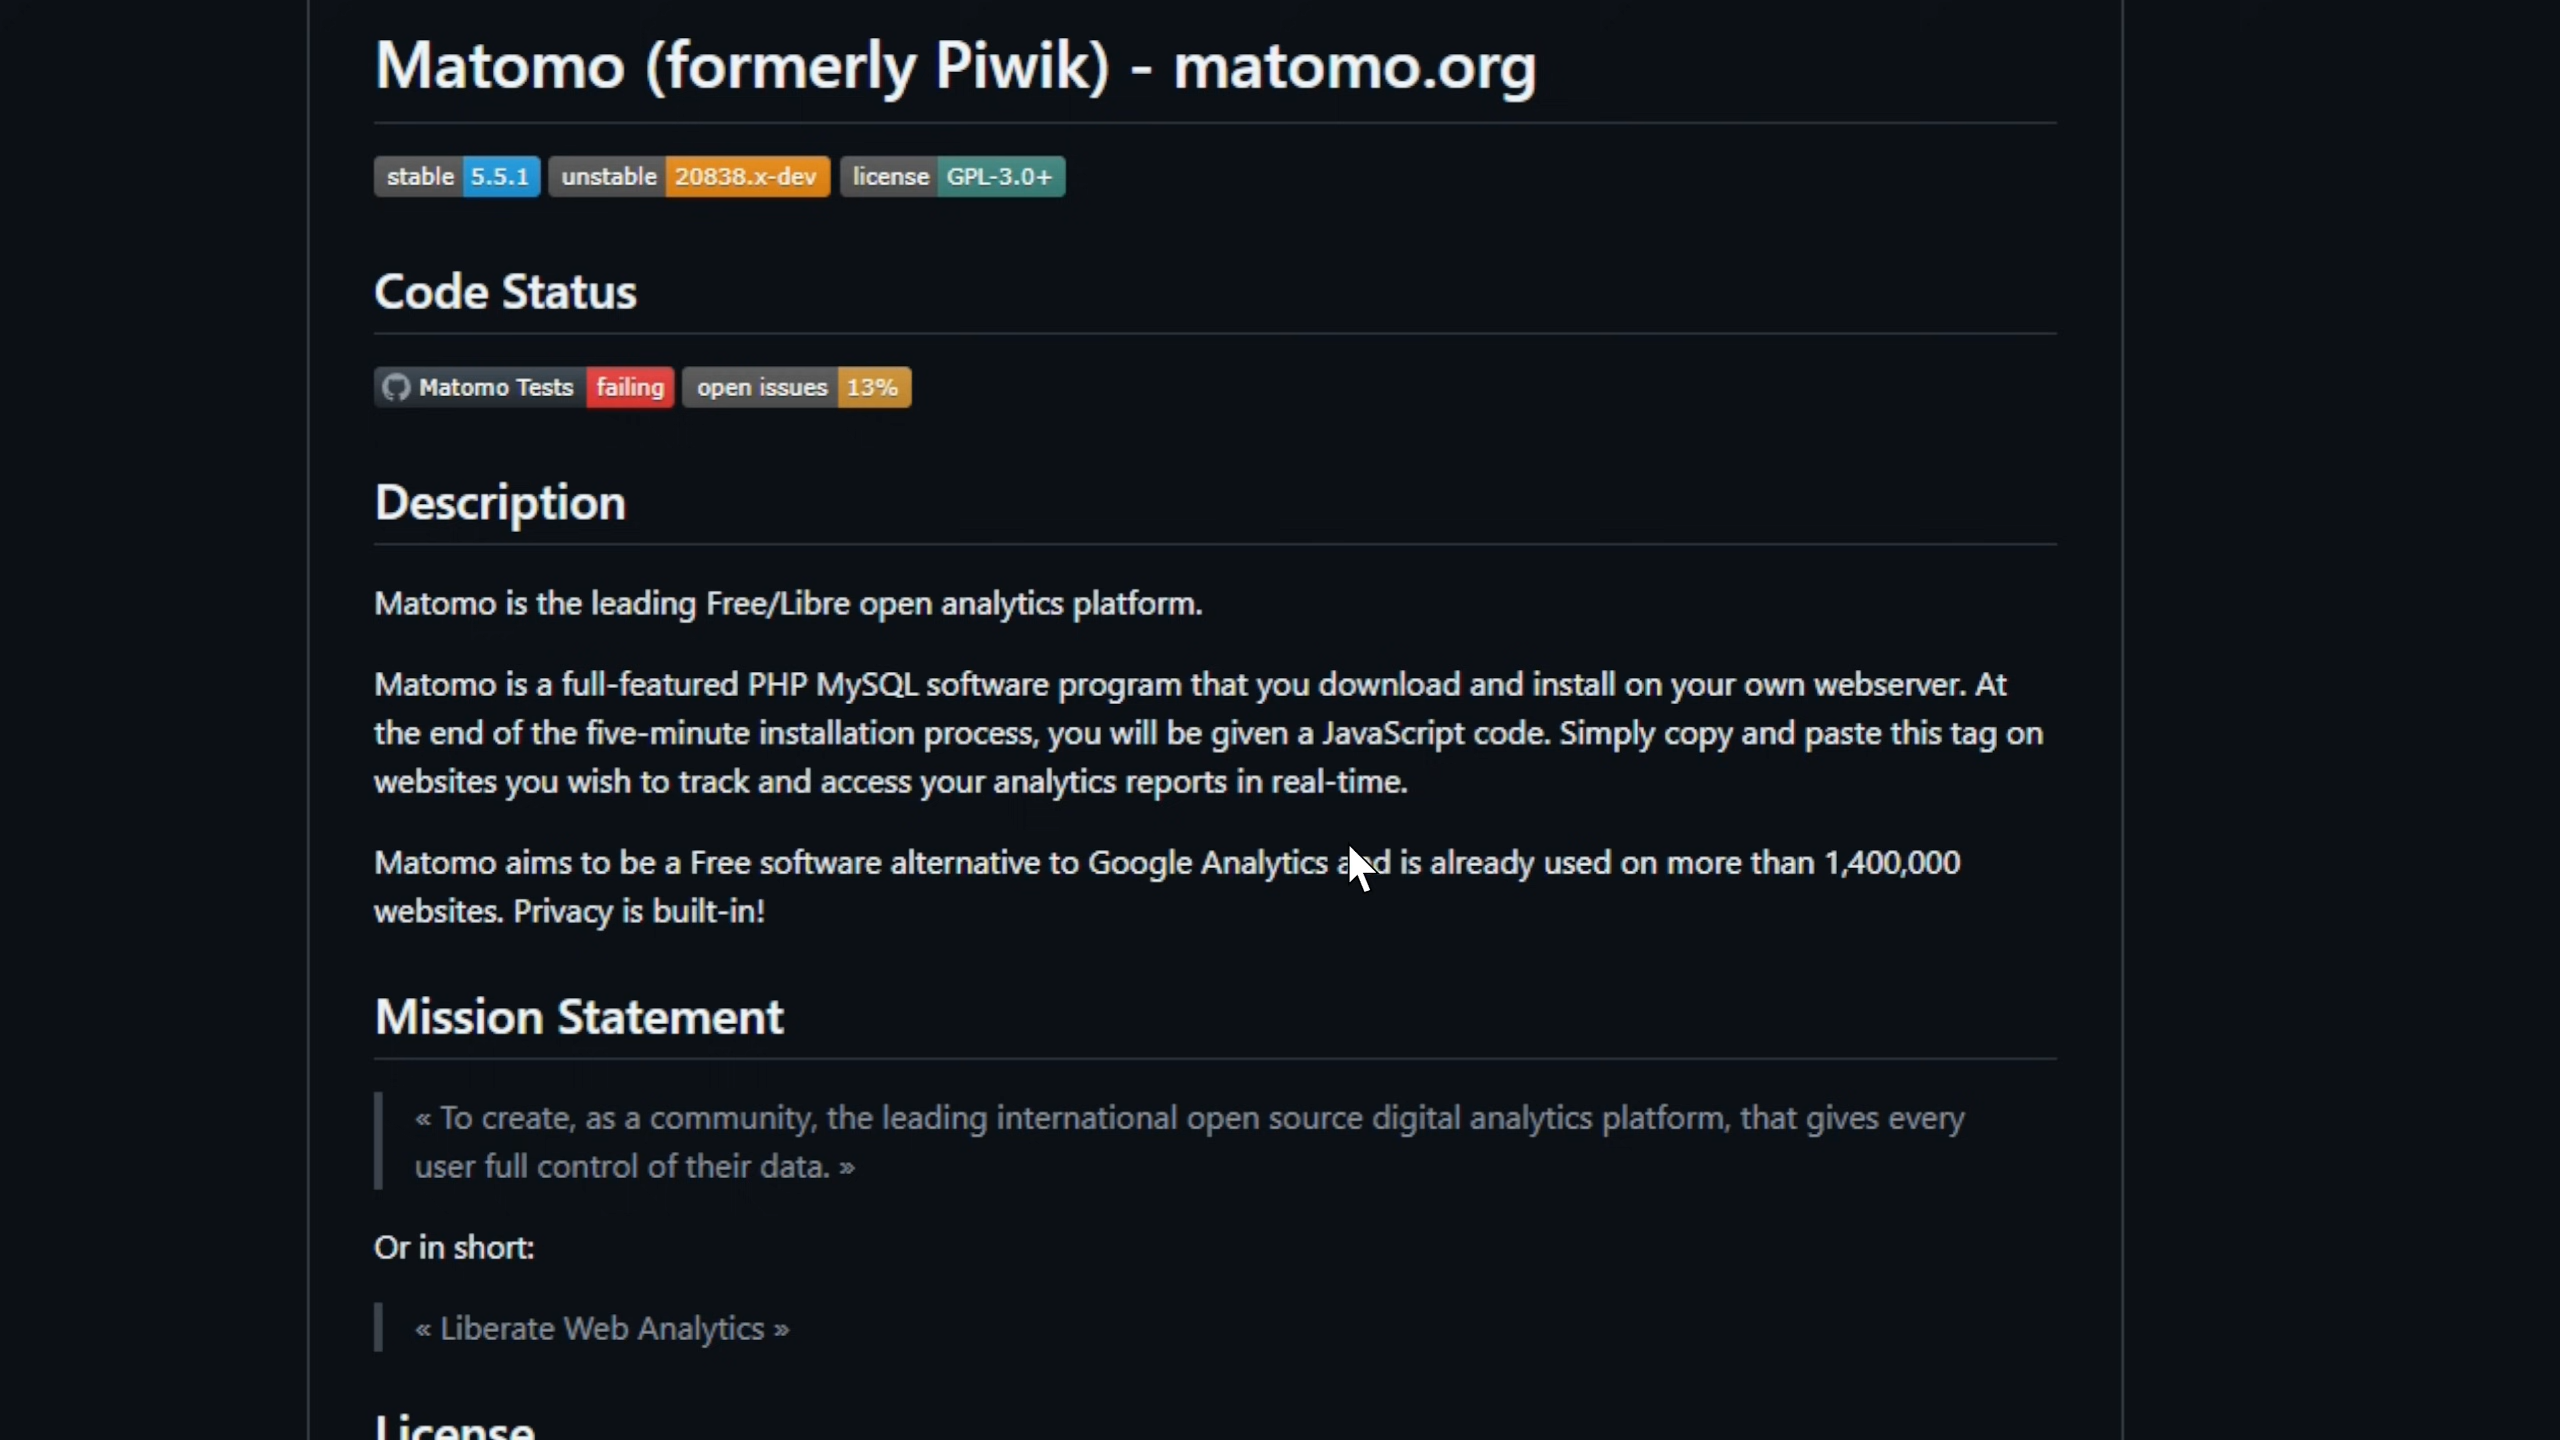 Matomo (formerly Piwik) - matomo.org
stable 5.5.1 unstable 20838.x-dev license GPL-3.0+
Code Status
Matomo Tests failing open issues 13%
Description
Matomo is the leading Free/Libre open analytics platform.
Matomo is a full-featured PHP MySQL software program that you download and install on your own webserver. At
the end of the five-minute installation process, you will be given a JavaScript code. Simply copy and paste this tag on
websites you wish to track and access your analytics reports in real-time.
Matomo aims to be a Free software alternative to Google Analytics and is already used on more than 1,400,000
websites. Privacy is built-in!
Mission Statement
« To create, as a community, the leading international open source digital analytics platform, that gives every
user full control of their data. »
Or in short:
« Liberate Web Analytics »
License